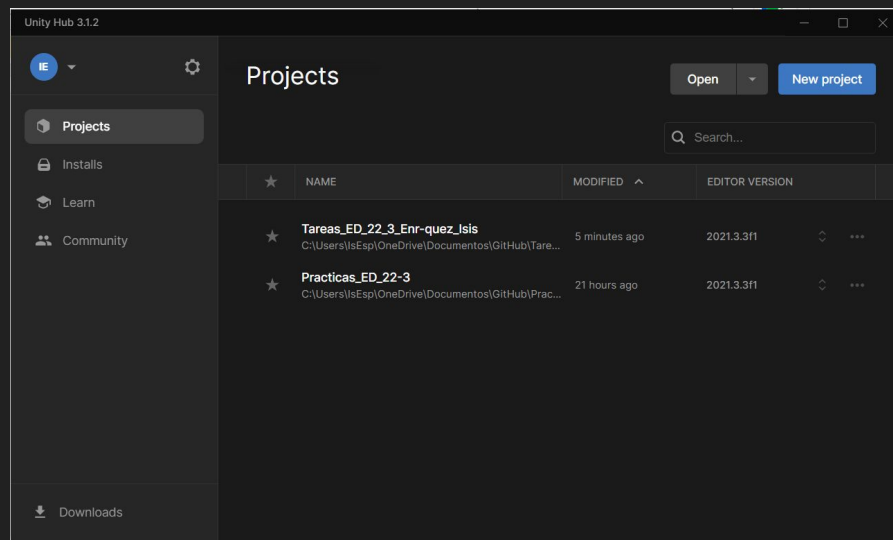 Unity Hub 3.1.2
IE
Projects
Installs
Learn
Community
Downloads
Projects
Open
New project
Search...
NAME MODIFIED EDITOR VERSION
Tareas_ED_22_3_Enr-quez_Isis
C:\Users\IsEsp\OneDrive\Documentos\GitHub\Tare...
5 minutes ago
2021.3.3f1
Practicas_ED_22-3
C:\Users\IsEsp\OneDrive\Documentos\GitHub\Prac...
21 hours ago
2021.3.3f1